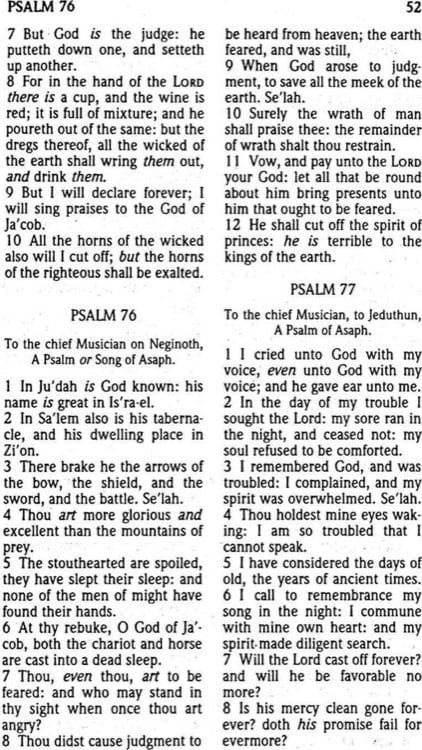 PSALM 76
52
7 But God is the judge: he
putteth down one, and setteth
up another.
8 For in the hand of the LORD
there is a cup, and the wine is
red; it is full of mixture; and he
poureth out of the same: but the
dregs thereof, all the wicked of
the earth shall wring them out,
and drink them.
9 But I will declare forever; I
will sing praises to the God of
Ja'cob.
10 All the horns of the wicked
also will I cut off; but the horns
of the righteous shall be exalted.
PSALM 76
To the chief Musician on Neginoth,
A Psalm or Song of Asaph.
1 In Ju'dah is God known: his
name is great in Is'ra-el.
2 In Sa'lem also is his taberna-
cle, and his dwelling place in
Zi'on.
3 There brake he the arrows of
the bow, the shield, and the
sword, and the battle. Se'lah.
4 Thou art more glorious and
excellent than the mountains of
prey.
5 The stouthearted are spoiled,
they have slept their sleep: and
none of the men of might have
found their hands.
6 At thy rebuke, O God of Ja'-
cob, both the chariot and horse
are cast into a dead sleep.
7 Thou, even thou, art to be
feared: and who may stand in
thy sight when once thou art
angry?
8 Thou didst cause judgment to
be heard from heaven; the earth
feared, and was still,
9 When God arose to judg-
ment, to save all the meek of the
earth. Se'lah.
10 Surely the wrath of man
shall praise thee: the remainder
of wrath shalt thou restrain.
11 Vow, and pay unto the LORD
your God: let all that be round
about him bring presents unto
him that ought to be feared.
12 He shall cut off the spirit of
princes: he is terrible to the
kings of the earth.
PSALM 77
To the chief Musician, to Jeduthun,
A Psalm of Asaph.
1 I cried unto God with my
voice, even unto God with my
voice; and he gave ear unto me.
2 In the day of my trouble I
sought the Lord: my sore ran in
the night, and ceased not: my
soul refused to be comforted.
3 I remembered God, and was
troubled: I complained, and my
spirit was overwhelmed. Se'lah.
4 Thou holdest mine eyes wak-
ing: I am so troubled that I
cannot speak.
5 I have considered the days of
old, the years of ancient times.
6 I call to remembrance my
song in the night: I commune
with mine own heart: and my
spirit made diligent search.
7 Will the Lord cast off forever?
and will he be favorable no
more?
8 Is his mercy clean gone for-
ever? doth his promise fail for
evermore?